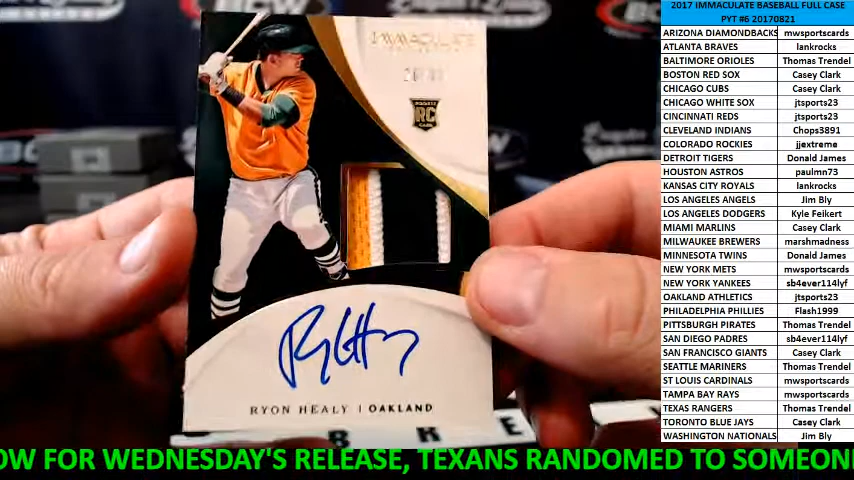 2017 IMMACULATE BASEBALL FULL CASE
PYT #6 20170821
ARIZONA DIAMONDBACKS mwsportscards
ATLANTA BRAVES lankrocks
BALTIMORE ORIOLES Thomas Trendel
BOSTON RED SOX Casey Clark
CHICAGO CUBS Casey Clark
CHICAGO WHITE SOX jtsports23
CINCINNATI REDS jtsports23
CLEVELAND INDIANS Chops3891
COLORADO ROCKIES jjextreme
DETROIT TIGERS Donald James
HOUSTON ASTROS paulmn73
KANSAS CITY ROYALS lankrocks
LOS ANGELES ANGELS Jim Bly
LOS ANGELES DODGERS Kyle Feikert
MIAMI MARLINS Casey Clark
MILWAUKEE BREWERS marshmadness
MINNESOTA TWINS Donald James
NEW YORK METS mwsportscards
NEW YORK YANKEES sb4ever114lyf
OAKLAND ATHLETICS jtsports23
PHILADELPHIA PHILLIES Flash1999
PITTSBURGH PIRATES Thomas Trendel
SAN DIEGO PADRES sb4ever114lyf
SAN FRANCISCO GIANTS Casey Clark
SEATTLE MARINERS Thomas Trendel
ST LOUIS CARDINALS mwsportscards
TAMPA BAY RAYS mwsportscards
TEXAS RANGERS Thomas Trendel
TORONTO BLUE JAYS Casey Clark
WASHINGTON NATIONALS Jim Bly
BCW
IMMACULATE
RC
RYON HEALY | OAKLAND
OW FOR WEDNESDAY'S RELEASE, TEXANS RANDOMED TO SOMEON